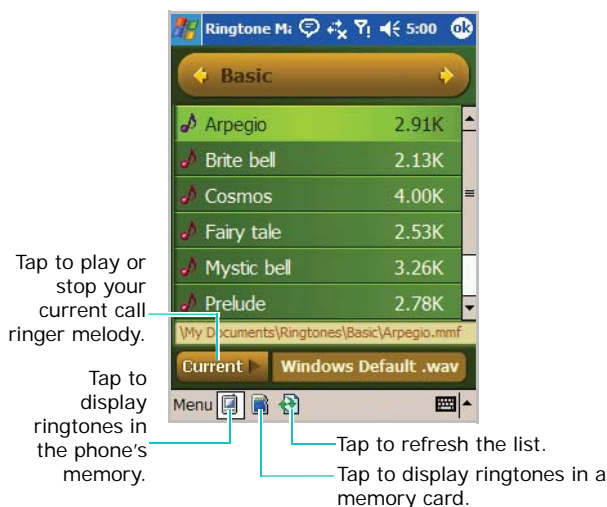 Ringtone Ma 5:00 ok
Basic
Arpegio 2.91K
Brite bell 2.13K
Cosmos 4.00K
Fairy tale 2.53K
Mystic bell 3.26K
Prelude 2.78K
\My Documents\Ringtones\Basic\Arpegio.mmf
Current Windows Default .wav
Menu
Tap to play or
stop your
current call
ringer melody.
Tap to
display
ringtones in
the phone's
memory.
Tap to refresh the list.
Tap to display ringtones in a
memory card.